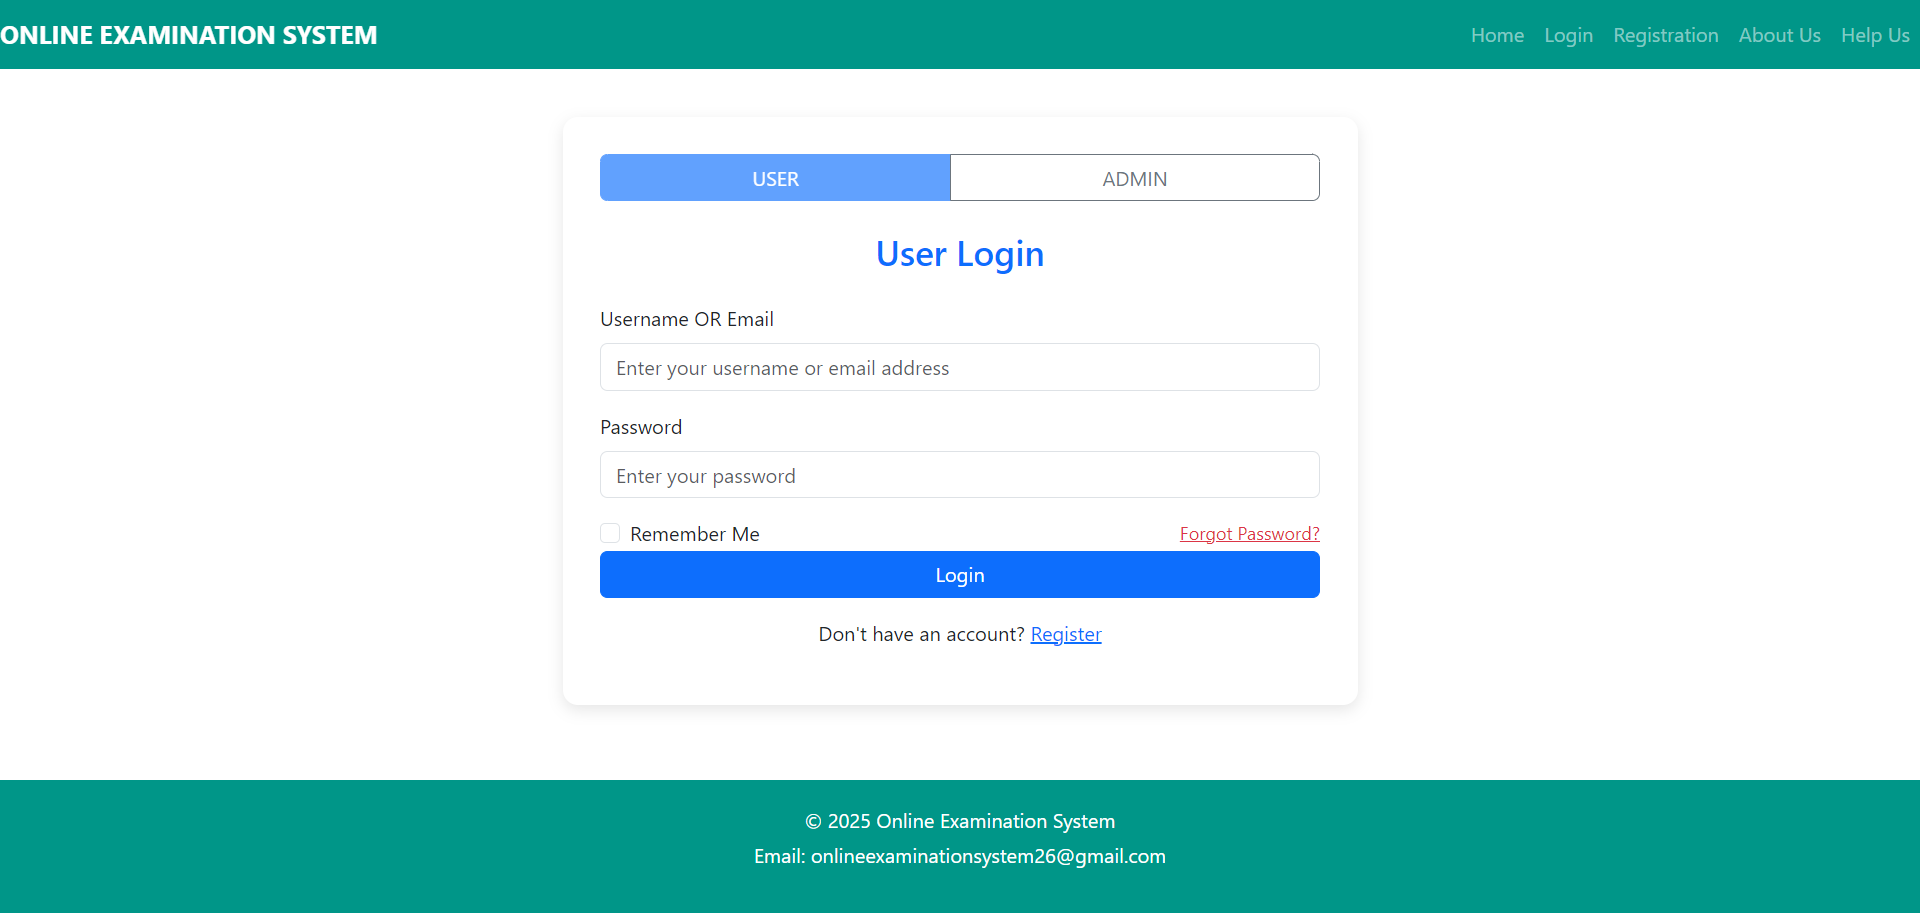 ONLINE EXAMINATION SYSTEM
Home Login Registration About Us Help Us
USER ADMIN
User Login
Username OR Email
Enter your username or email address
Password
Enter your password
Remember Me Forgot Password?
Login
Don't have an account? Register
© 2025 Online Examination System
Email: onlineexaminationsystem26@gmail.com